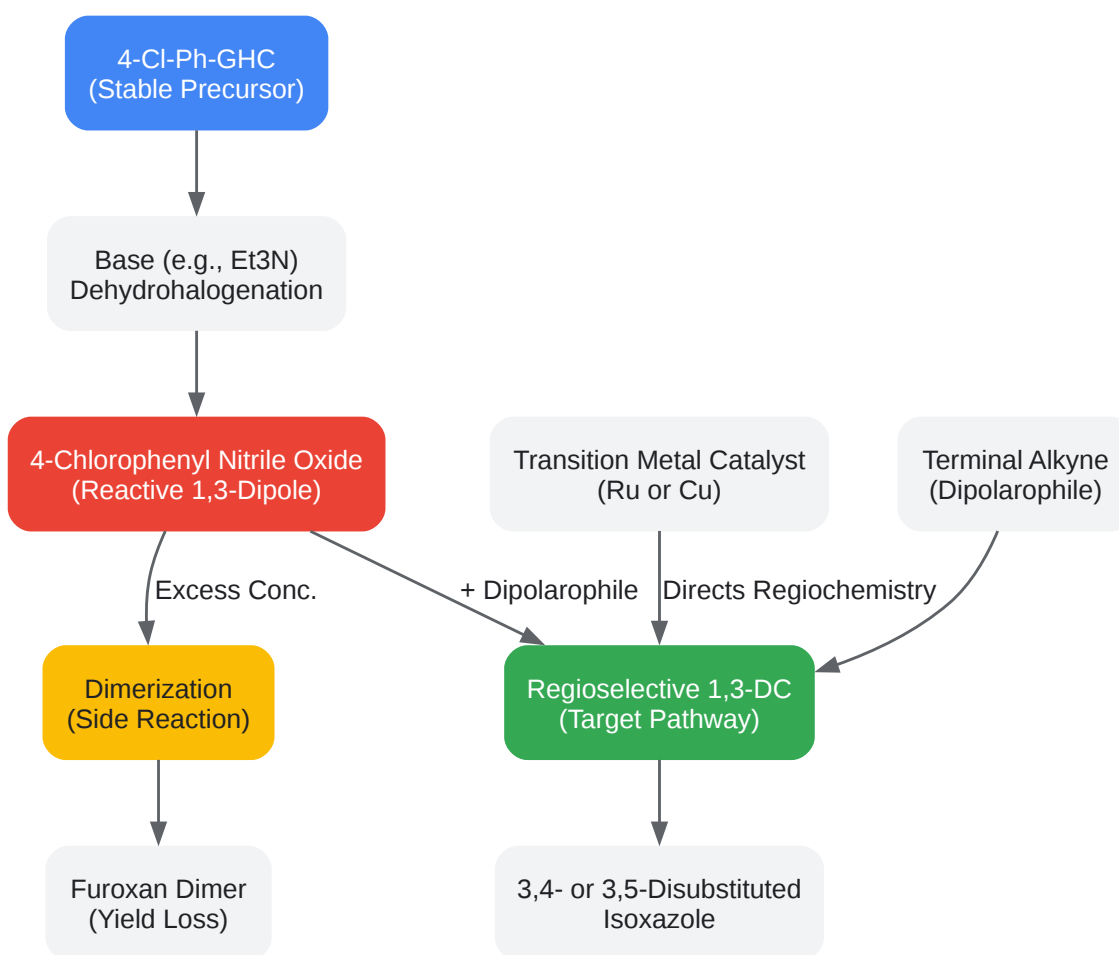 4-Cl-Ph-GHC
(Stable Precursor)
Base (e.g., Et3N)
Dehydrohalogenation
4-Chlorophenyl Nitrile Oxide
(Reactive 1,3-Dipole)
Transition Metal Catalyst
(Ru or Cu)
Terminal Alkyne
(Dipolarophile)
Excess Conc.
+ Dipolarophile
Directs Regiochemistry
Dimerization
(Side Reaction)
Regioselective 1,3-DC
(Target Pathway)
Furoxan Dimer
(Yield Loss)
3,4- or 3,5-Disubstituted
Isoxazole